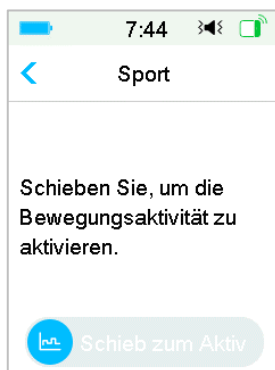 7:44
Sport
Schieben Sie, um die
Bewegungsaktivität zu
aktivieren.
Schieb zum Aktiv